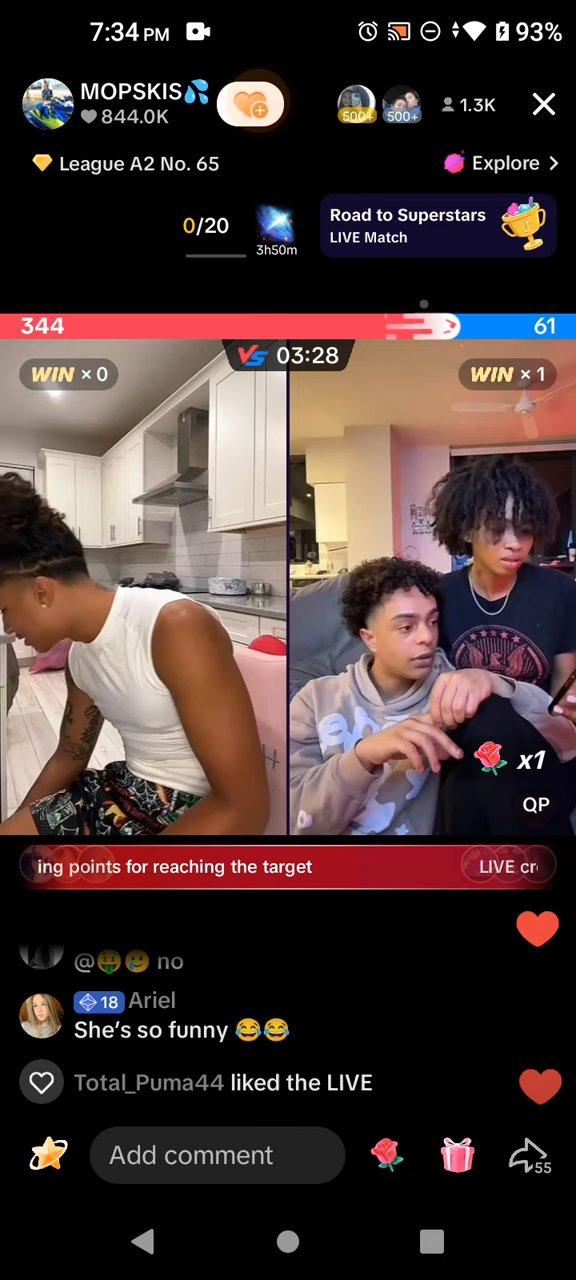 7:34 PM
93%
MOPSKIS💦
844.0K
500+
500+
1.3K
League A2 No. 65
Explore >
0/20
3h50m
Road to Superstars
LIVE Match
344
61
VS 03:28
WIN × 0
WIN × 1
x1
QP
ing points for reaching the target
LIVE cr
@🤑🥲 no
18 Ariel
She's so funny 😂😂
Total_Puma44 liked the LIVE
Add comment
55